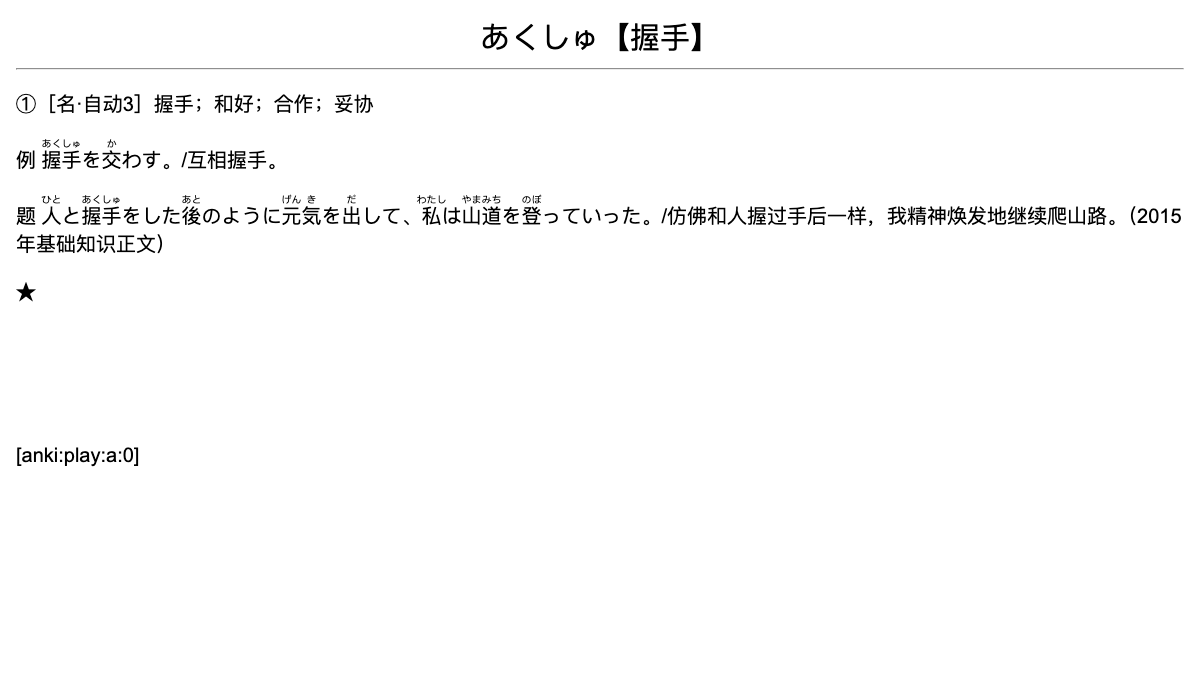 あくしゅ【握手】
①［名·自动3］握手；和好；合作；妥协
あくしゅ か
例 握手を交わす。/互相握手。
ひと あくしゅ あと げん き だ わたし やまみち のぼ
题 人と握手をした後のように元気を出して、私は山道を登っていった。/仿佛和人握过手后一样，我精神焕发地继续爬山路。（2015
年基础知识正文）
★
[anki:play:a:0]